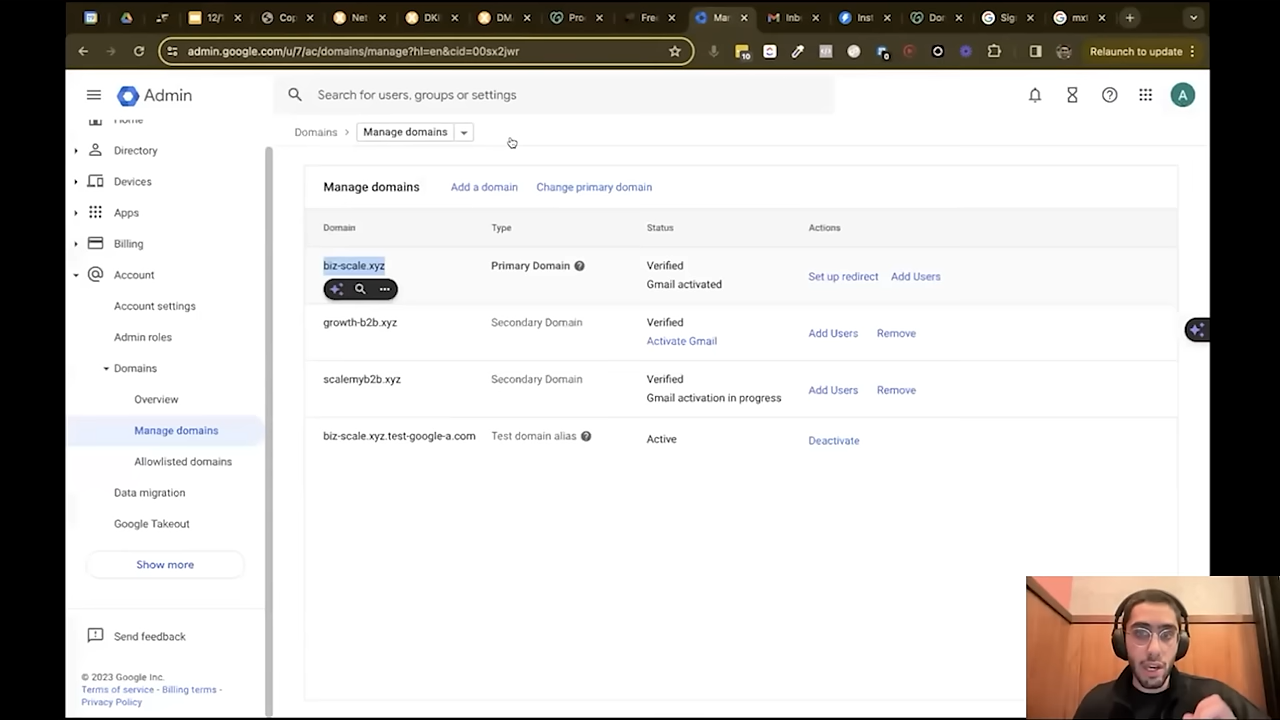 12/
Cop
Net
DKI
DM
Pro
Fre
Mar
Inb
Inst
Dor
Sig
mx
admin.google.com/u/7/ac/domains/manage?hl=en&cid=00sx2jwr
10
0
Relaunch to update
Admin
Search for users, groups or settings
A
Home
Directory
Devices
Apps
Billing
Account
Account settings
Admin roles
Domains
Overview
Manage domains
Allowlisted domains
Data migration
Google Takeout
Show more
Send feedback
© 2023 Google Inc.
Terms of service - Billing terms -
Privacy Policy
Domains > Manage domains
Manage domains Add a domain Change primary domain
Domain Type Status Actions
biz-scale.xyz Primary Domain Verified
Gmail activated Set up redirect Add Users
growth-b2b.xyz Secondary Domain Verified
Activate Gmail Add Users Remove
scalemyb2b.xyz Secondary Domain Verified
Gmail activation in progress Add Users Remove
biz-scale.xyz.test-google-a.com Test domain alias Active Deactivate